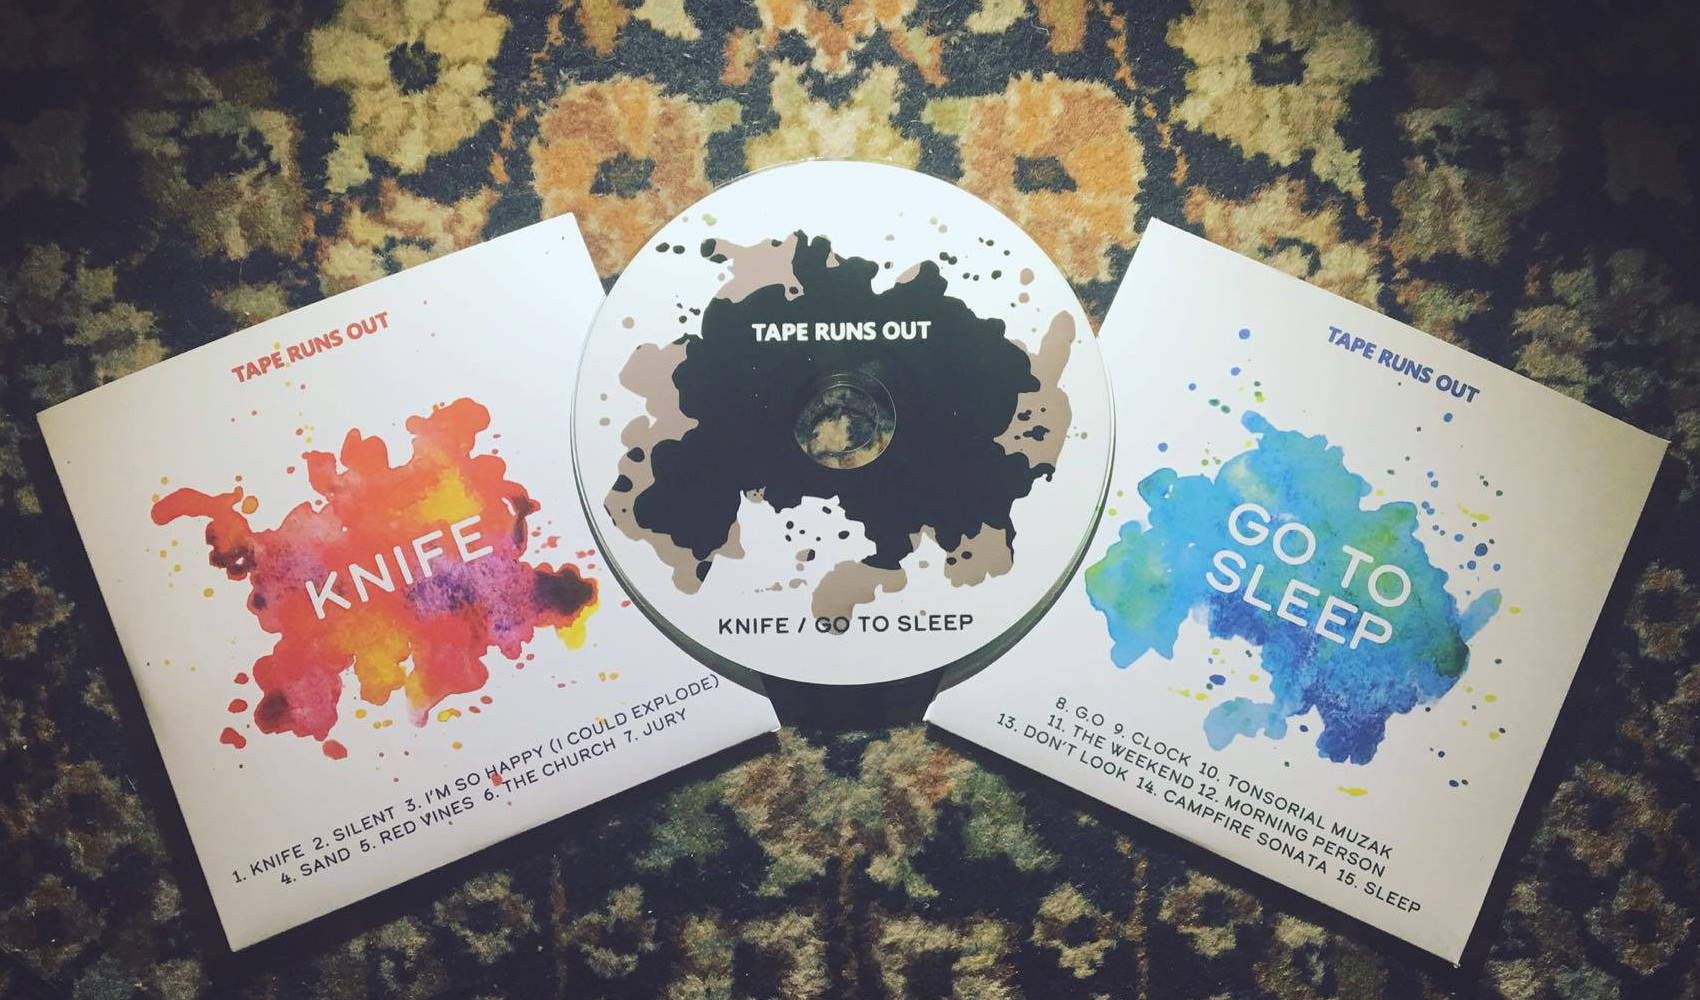 TAPE RUNS OUT
KNIFE
1. KNIFE 2. SILENT 3. I'M SO HAPPY (I COULD EXPLODE)
4. SAND 5. RED VINES 6. THE CHURCH 7. JURY
TAPE RUNS OUT
KNIFE / GO TO SLEEP
TAPE RUNS OUT
GO TO
SLEEP
8. G.O 9. CLOCK 10. TONSORIAL MUZAK
11. THE WEEKEND 12. MORNING PERSON
13. DON'T LOOK 14. CAMPFIRE SONATA 15. SLEEP